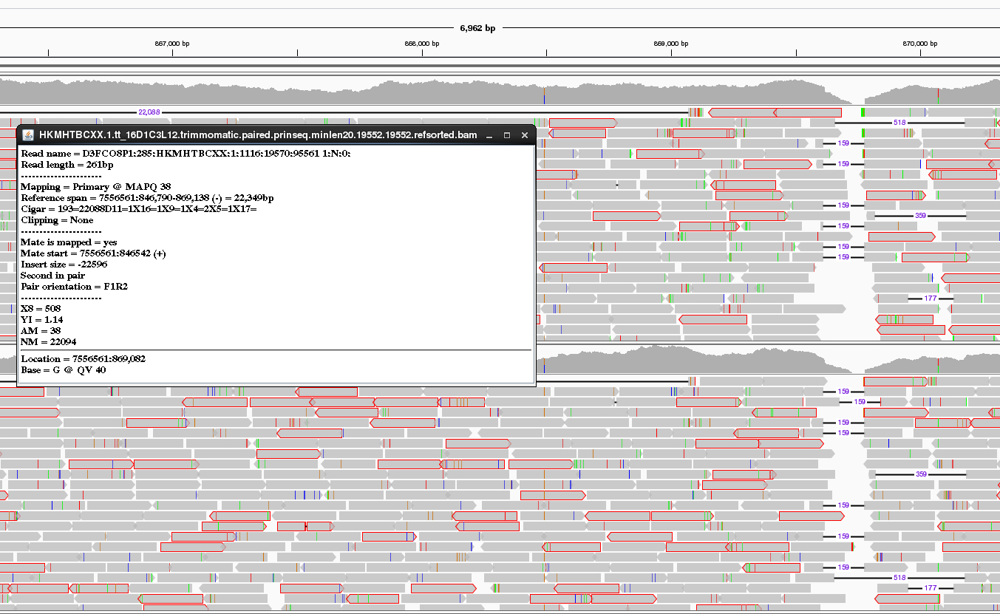 6,962 bp
867,000 bp 868,000 bp 869,000 bp 870,000 bp
22,088
518
HKMHTBCXX.1.tt_16D1C3L12.trimmomatic.paired.prinseq.minlen20.19552.19552.refsorted.bam
Read name = D3FCO8P1:285:HKMHTBCXX:1:1116:19570:95561 1:N:0:
Read length = 261bp
----------------------
Mapping = Primary @ MAPQ 38
Reference span = 7556561:846,790-869,138 (-) = 22,349bp
Cigar = 193=22088D11=1X16=1X9=1X4=2X5=1X17=
Clipping = None
----------------------
Mate is mapped = yes
Mate start = 7556561:846542 (+)
Insert size = -22596
Second in pair
Pair orientation = F1R2
----------------------
X8 = 508
YI = 1.14
AM = 38
NM = 22094
Location = 7556561:869,082
Base = G @ QV 40
159
159
159
359
159
159
159
177
159
159
159
159
359
159
159
159
518
177